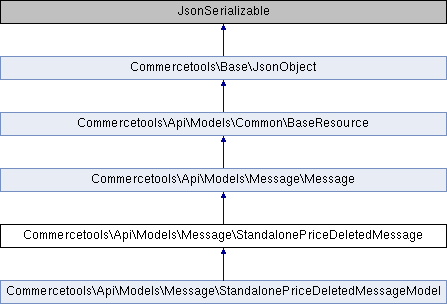 JsonSerializable
Commercetools\Base\JsonObject
Commercetools\Api\Models\Common\BaseResource
Commercetools\Api\Models\Message\Message
Commercetools\Api\Models\Message\StandalonePriceDeletedMessage
Commercetools\Api\Models\Message\StandalonePriceDeletedMessageModel